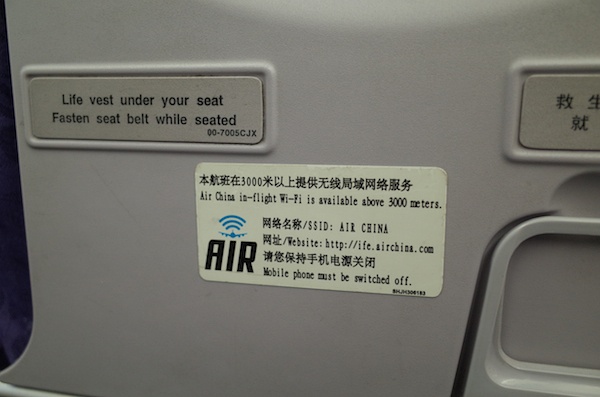 Life vest under your seat
Fasten seat belt while seated
00-7005CJX
救生
就
本航班在3000米以上提供无线局域网络服务
Air China in-flight Wi-Fi is available above 3000 meters.
AIR
网络名称/SSID: AIR CHINA
网址/Website: http://ife.airchina.com
请您保持手机电源关闭
Mobile phone must be switched off.